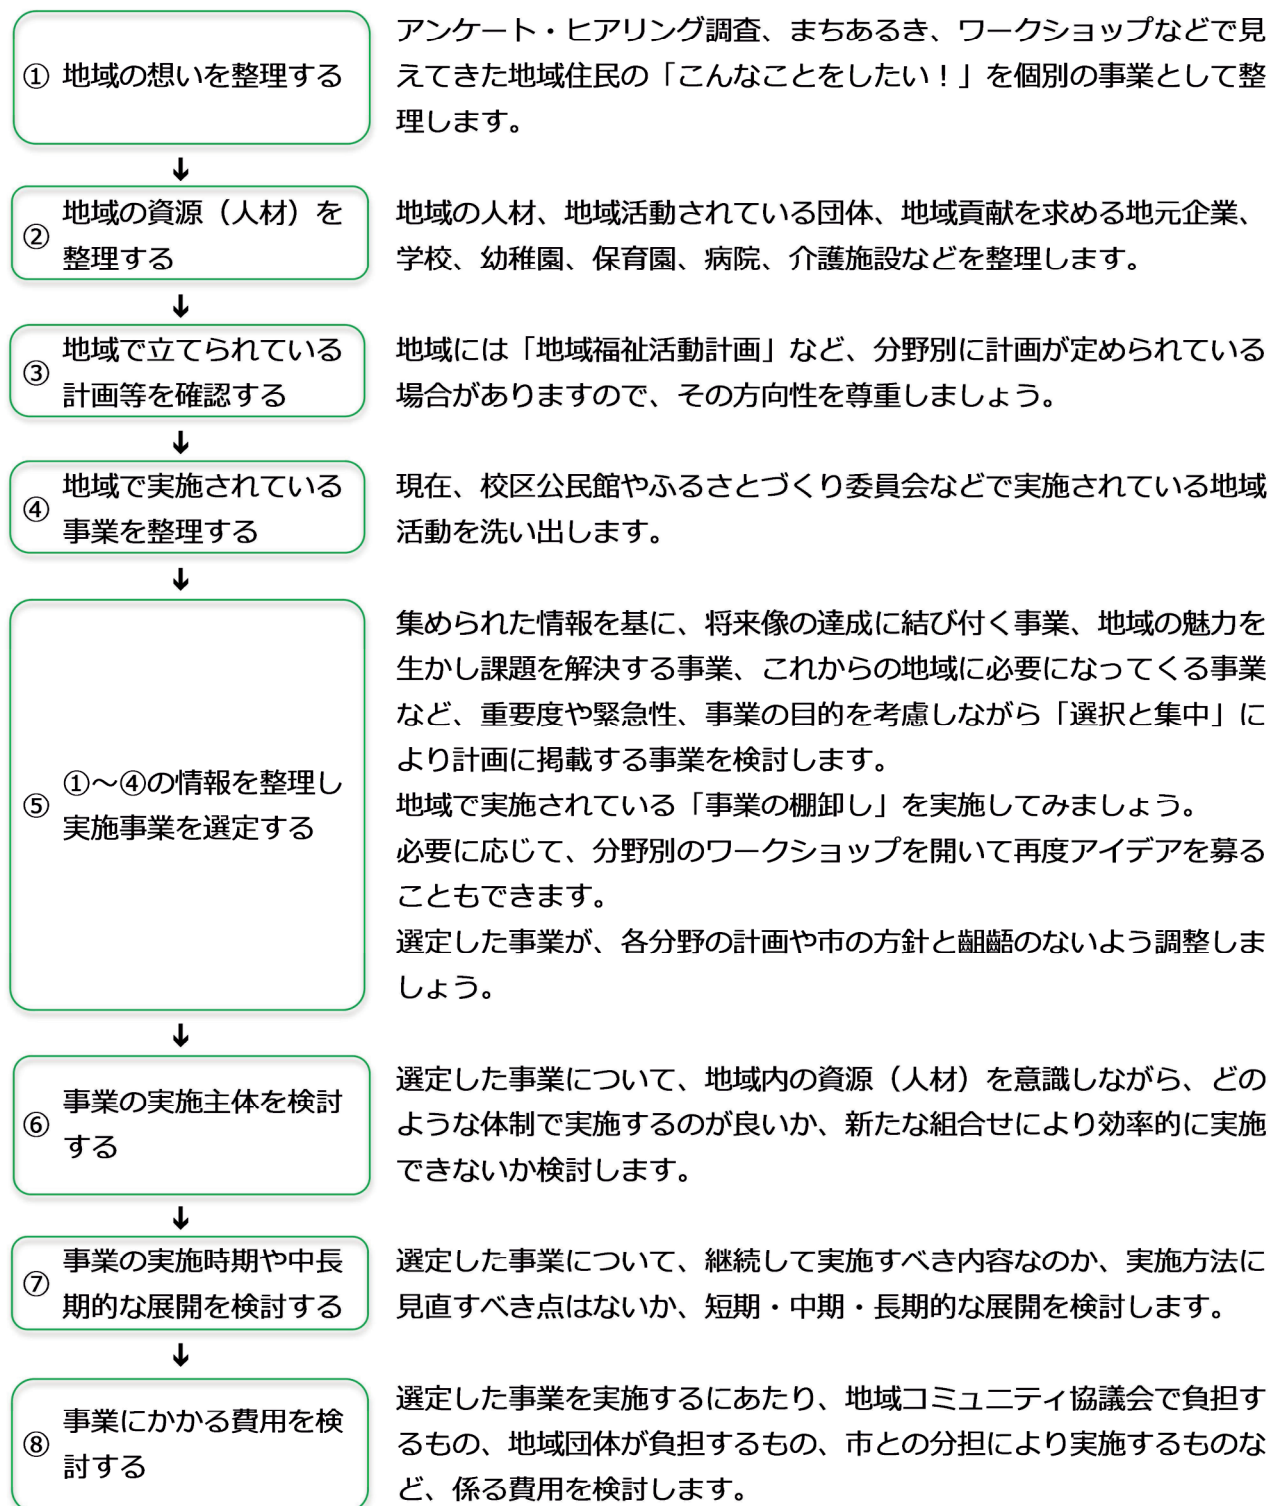 ① 地域の想いを整理する
アンケート・ヒアリング調査、まちあるき、ワークショップなどで見
えてきた地域住民の「こんなことをしたい！」を個別の事業として整
理します。
↓
② 地域の資源（人材）を
整理する
地域の人材、地域活動されている団体、地域貢献を求める地元企業、
学校、幼稚園、保育園、病院、介護施設などを整理します。
↓
③ 地域で立てられている
計画等を確認する
地域には「地域福祉活動計画」など、分野別に計画が定められている
場合がありますので、その方向性を尊重しましょう。
↓
④ 地域で実施されている
事業を整理する
現在、校区公民館やふるさとづくり委員会などで実施されている地域
活動を洗い出します。
↓
⑤ ①～④の情報を整理し
実施事業を選定する
集められた情報を基に、将来像の達成に結び付く事業、地域の魅力を
生かし課題を解決する事業、これからの地域に必要になってくる事業
など、重要度や緊急性、事業の目的を考慮しながら「選択と集中」に
より計画に掲載する事業を検討します。
地域で実施されている「事業の棚卸し」を実施してみましょう。
必要に応じて、分野別のワークショップを開いて再度アイデアを募る
こともできます。
選定した事業が、各分野の計画や市の方針と齟齬のないよう調整しま
しょう。
↓
⑥ 事業の実施主体を検討
する
選定した事業について、地域内の資源（人材）を意識しながら、どの
ような体制で実施するのが良いか、新たな組合せにより効率的に実施
できないか検討します。
↓
⑦ 事業の実施時期や中長
期的な展開を検討する
選定した事業について、継続して実施すべき内容なのか、実施方法に
見直すべき点はないか、短期・中期・長期的な展開を検討します。
↓
⑧ 事業にかかる費用を検
討する
選定した事業を実施するにあたり、地域コミュニティ協議会で負担す
るもの、地域団体が負担するもの、市との分担により実施するものな
ど、係る費用を検討します。